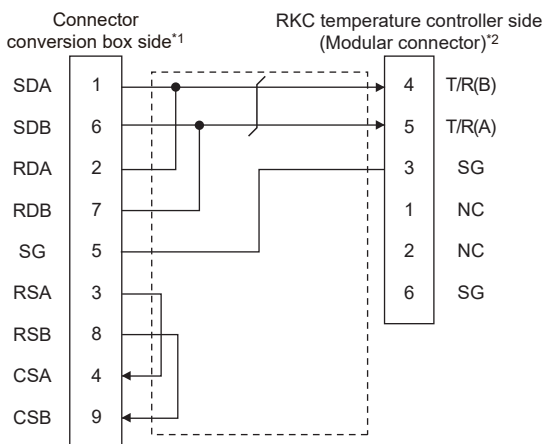 Connector
conversion box side*1
RKC temperature controller side
(Modular connector)*2
SDA 1 4 T/R(B)
SDB 6 5 T/R(A)
RDA 2 3 SG
RDB 7 1 NC
SG 5 2 NC
RSA 3 6 SG
RSB 8
CSA 4
CSB 9